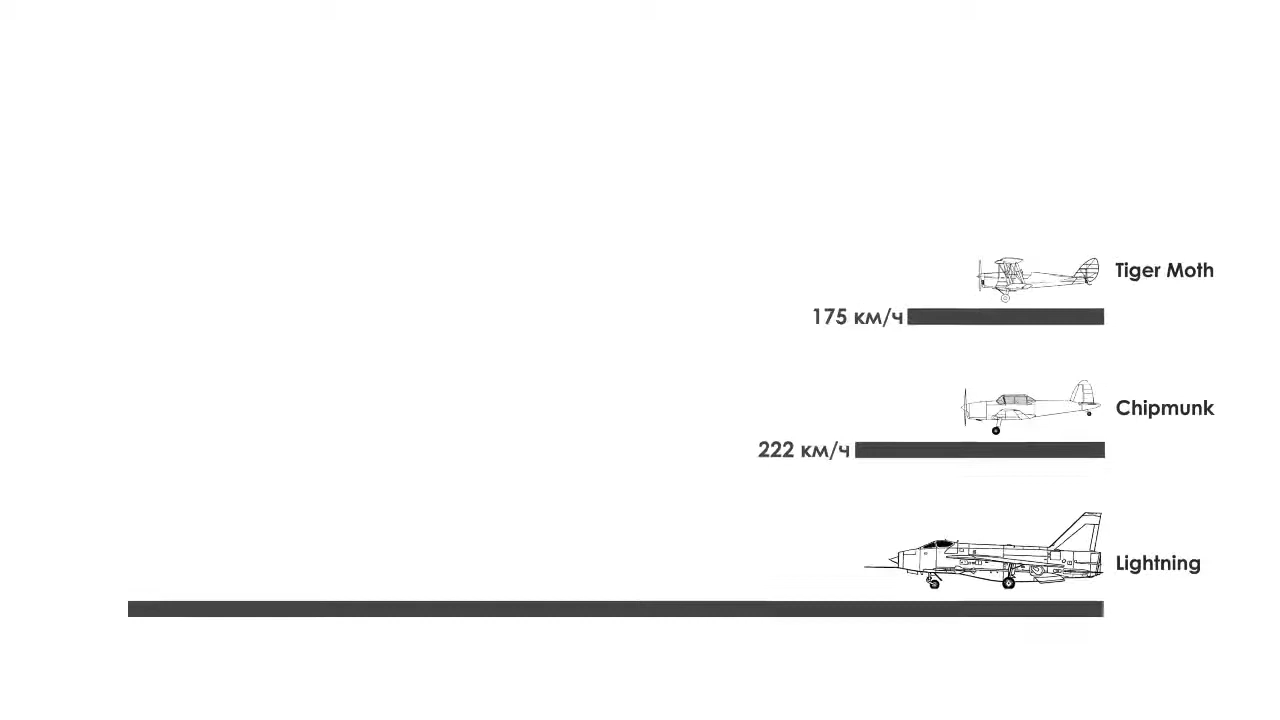 Tiger Moth
175 км/ч
Chipmunk
222 км/ч
Lightning